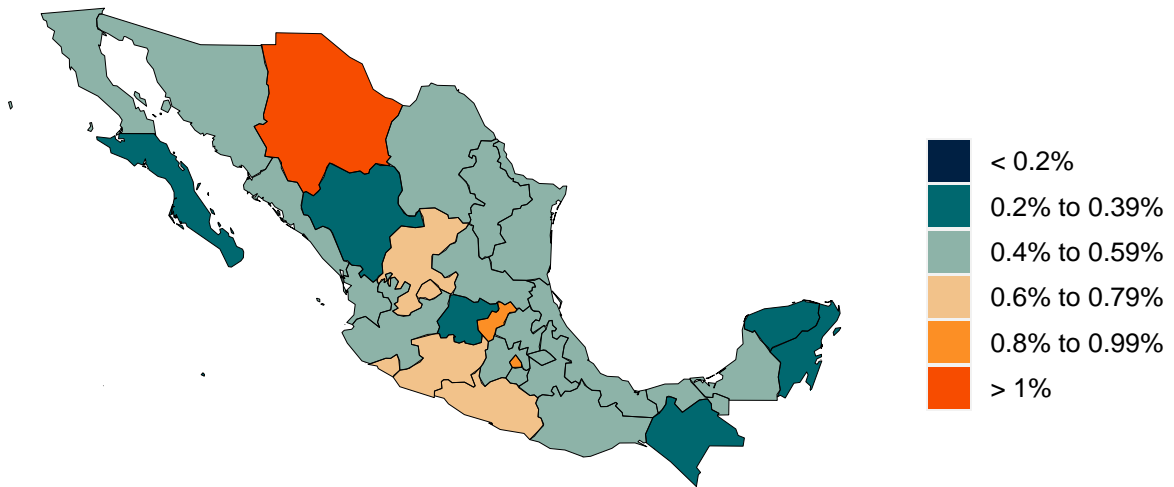 < 0.2%
0.2% to 0.39%
0.4% to 0.59%
0.6% to 0.79%
0.8% to 0.99%
> 1%